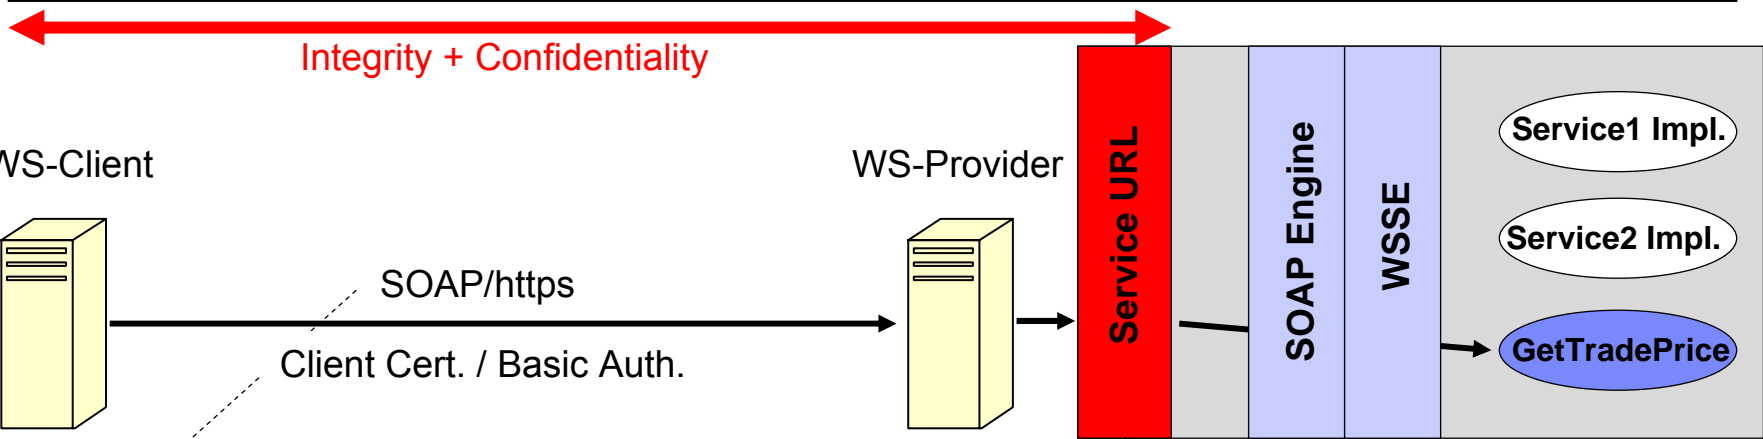 Integrity + Confidentiality
WS-Client
WS-Provider
SOAP/https
Client Cert. / Basic Auth.
Service URL
SOAP Engine
WSSE
Service1 Impl.
Service2 Impl.
GetTradePrice